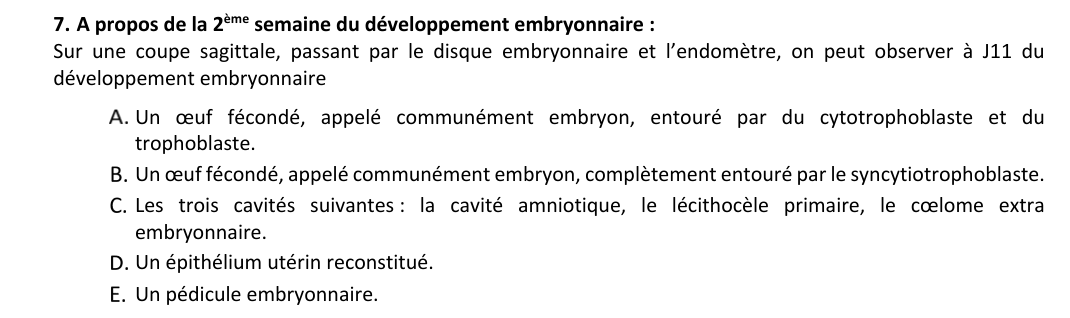 7. A propos de la 2ème semaine du développement embryonnaire :
Sur une coupe sagittale, passant par le disque embryonnaire et l’endomètre, on peut observer à J11 du
développement embryonnaire
A. Un œuf fécondé, appelé communément embryon, entouré par du cytotrophoblaste et du
trophoblaste.
B. Un œuf fécondé, appelé communément embryon, complètement entouré par le syncytiotrophoblaste.
C. Les trois cavités suivantes : la cavité amniotique, le lécithocèle primaire, le cœlome extra
embryonnaire.
D. Un épithélium utérin reconstitué.
E. Un pédicule embryonnaire.